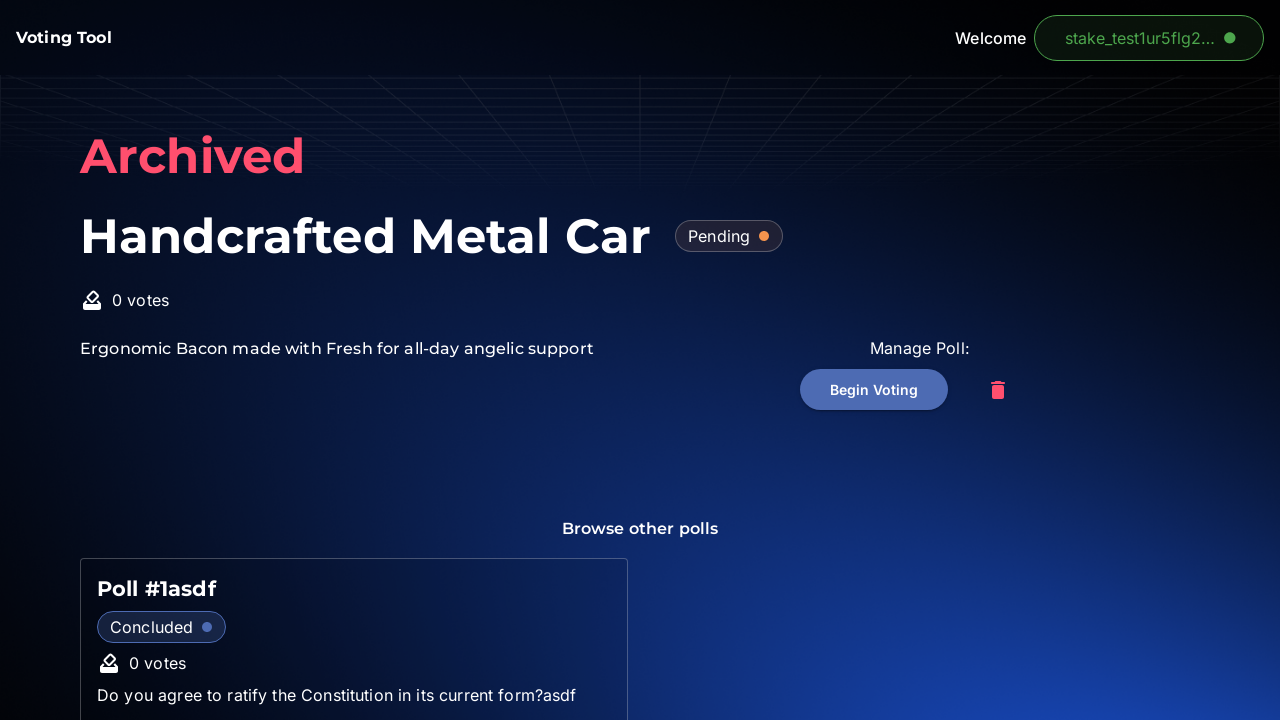 Voting Tool
Welcome
stake_test1ur5flg2...
Archived
Handcrafted Metal Car
Pending
0 votes
Ergonomic Bacon made with Fresh for all-day angelic support
Manage Poll:
Begin Voting
Browse other polls
Poll #1asdf
Concluded
0 votes
Do you agree to ratify the Constitution in its current form?asdf